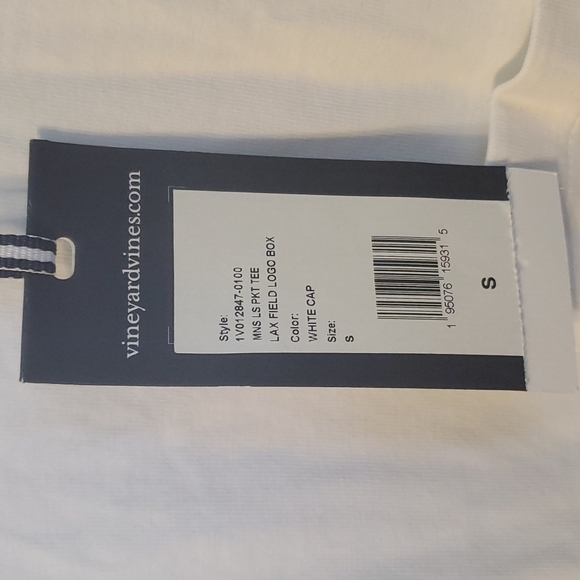 vineyardvines.com
Style:
1V012847-0100
MNS LS PKT TEE
LAX FIELD LOGO BOX
Color:
WHITE CAP
Size:
S
1 95076 15931 5
S